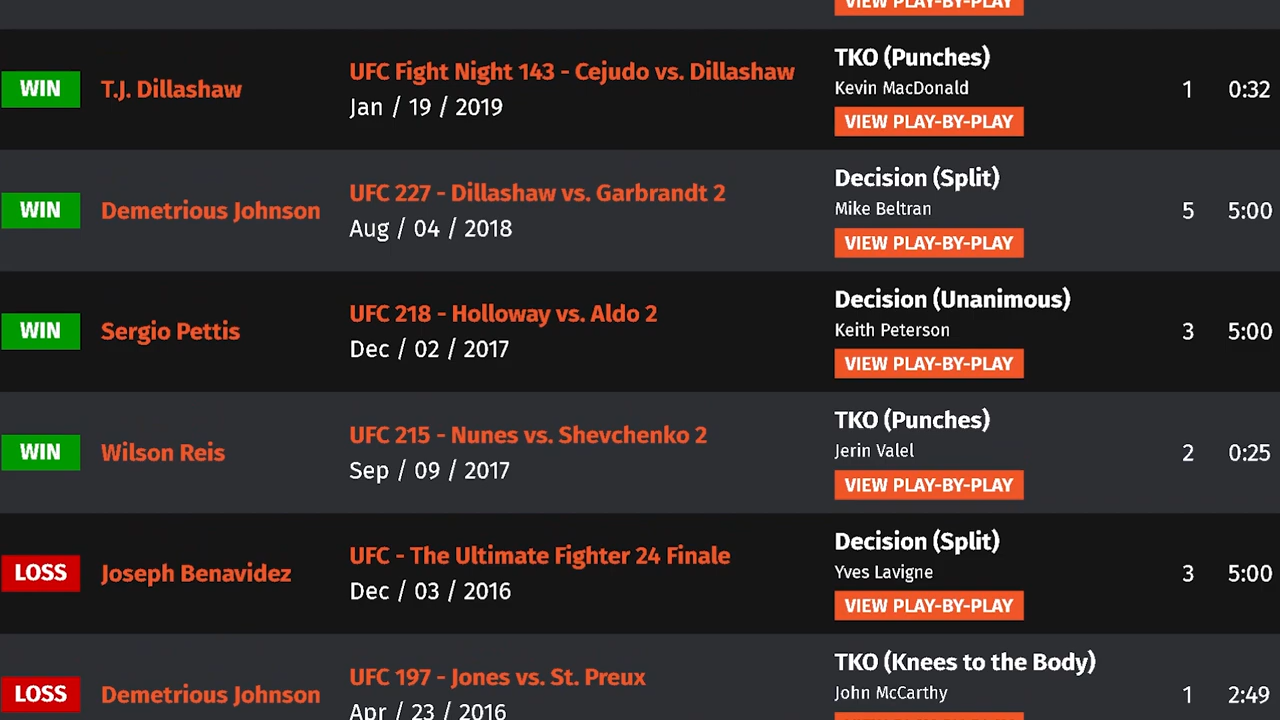 VIEW PLAY-BY-PLAY
WIN T.J. Dillashaw UFC Fight Night 143 - Cejudo vs. Dillashaw TKO (Punches) 1 0:32
Jan / 19 / 2019 Kevin MacDonald
VIEW PLAY-BY-PLAY
WIN Demetrious Johnson UFC 227 - Dillashaw vs. Garbrandt 2 Decision (Split) 5 5:00
Aug / 04 / 2018 Mike Beltran
VIEW PLAY-BY-PLAY
WIN Sergio Pettis UFC 218 - Holloway vs. Aldo 2 Decision (Unanimous) 3 5:00
Dec / 02 / 2017 Keith Peterson
VIEW PLAY-BY-PLAY
WIN Wilson Reis UFC 215 - Nunes vs. Shevchenko 2 TKO (Punches) 2 0:25
Sep / 09 / 2017 Jerin Valel
VIEW PLAY-BY-PLAY
LOSS Joseph Benavidez UFC - The Ultimate Fighter 24 Finale Decision (Split) 3 5:00
Dec / 03 / 2016 Yves Lavigne
VIEW PLAY-BY-PLAY
LOSS Demetrious Johnson UFC 197 - Jones vs. St. Preux TKO (Knees to the Body) 1 2:49
Apr / 23 / 2016 John McCarthy